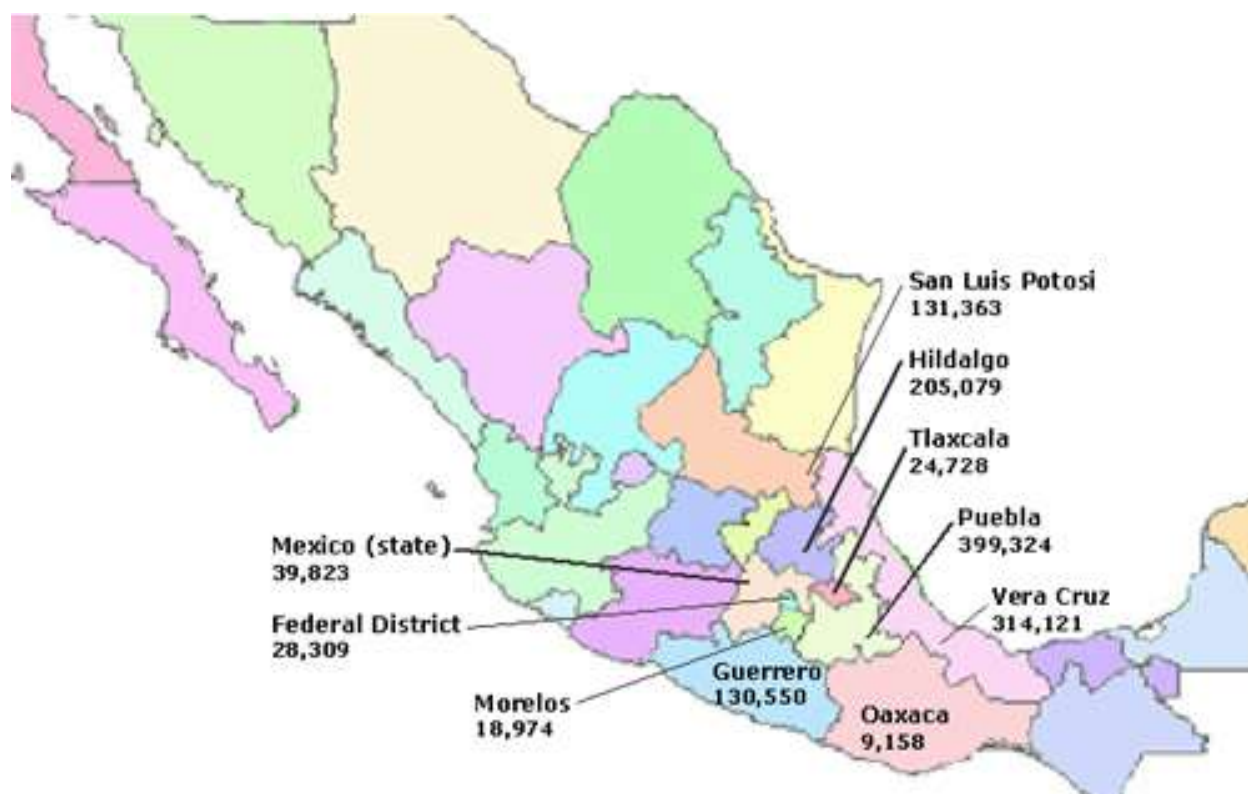 San Luis Potosi
131,363
Hildalgo
205,079
Tlaxcala
24,728
Puebla
399,324
Mexico (state)
39,823
Vera Cruz
314,121
Federal District
28,309
Guerrero
130,550
Morelos
18,974
Oaxaca
9,158